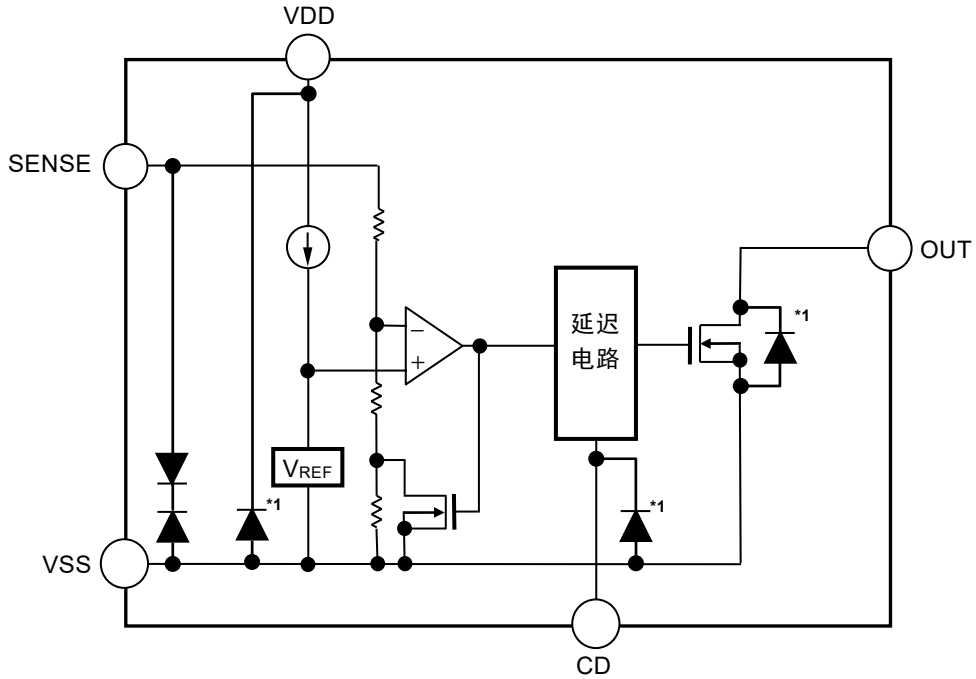 VDD
SENSE
OUT
延迟
电路
*1
−
+
VREF
*1
*1
VSS
CD